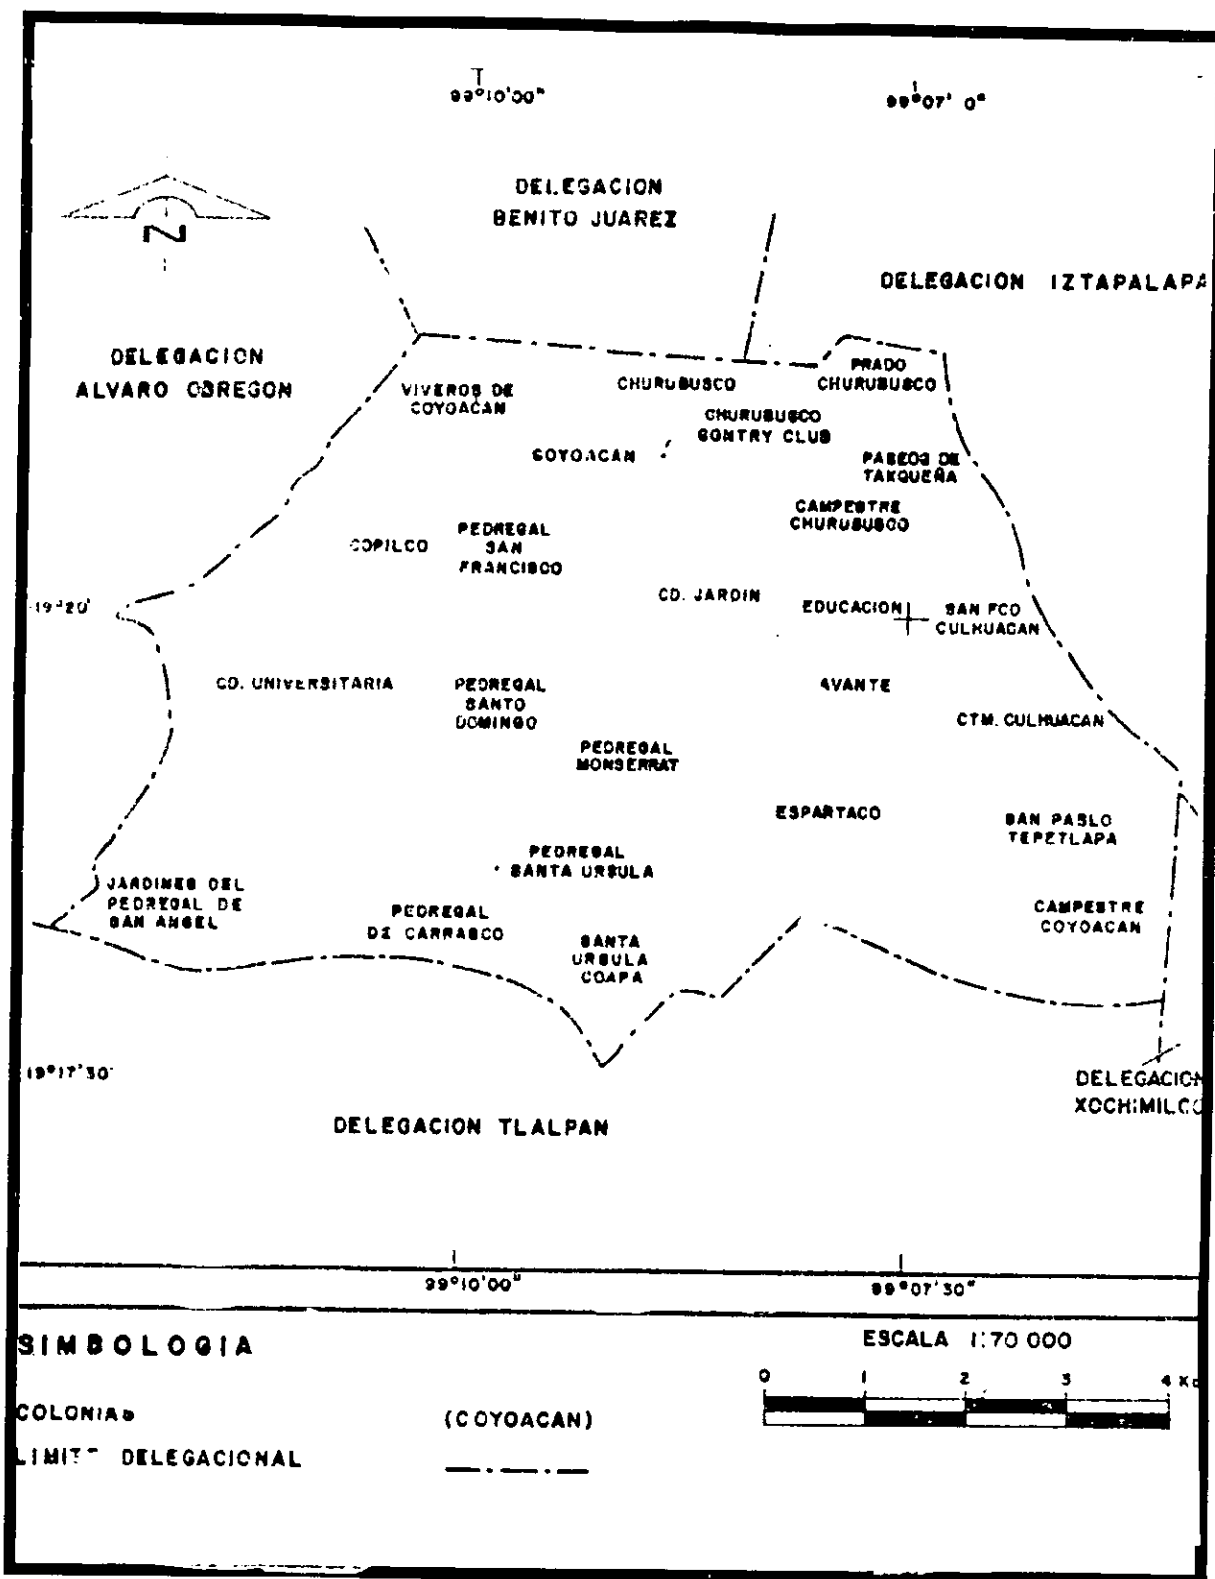 99°10'00"
99°07' 0"
DELEGACION
BENITO JUAREZ
N
DELEGACION IZTAPALAPA
DELEGACION
ALVARO OBREGON
PRADO
CHURUBUSCO
CHURUBUSCO
VIVEROS DE
COYOACAN
CHURUBUSCO
CONTRY CLUB
COYOACAN
PASEOS DE
TAXQUEÑA
CAMPESTRE
CHURUBUSCO
PEDREGAL
SAN
FRANCISCO
COPILCO
CD. JARDIN
EDUCACION
SAN FCO
CULHUACAN
19°20'
CD. UNIVERSITARIA
PEDREGAL
SANTO
DOMINGO
AVANTE
CTM. CULHUACAN
PEDREGAL
MONSERRAT
ESPARTACO
SAN PABLO
TEPETLAPA
PEDREGAL
SANTA URSULA
JARDINES DEL
PEDREGAL DE
SAN ANGEL
PEDREGAL
DE CARRASCO
SANTA
URSULA
COAPA
CAMPESTRE
COYOACAN
19°17'30"
DELEGACION
XOCHIMILCO
DELEGACION TLALPAN
99°10'00"
99°07'30"
SIMBOLOGIA
ESCALA 1:70 000
0 1 2 3 4
COLONIAS (COYOACAN)
LIMIT DELEGACIONAL